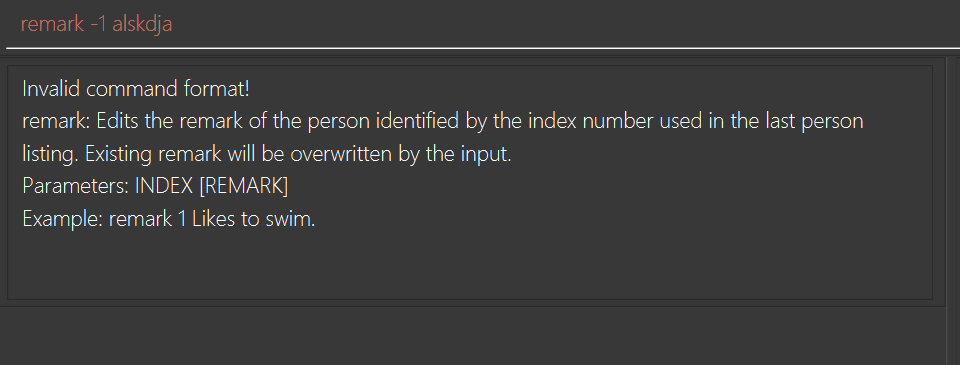 remark -1 alskdja
Invalid command format!
remark: Edits the remark of the person identified by the index number used in the last person
listing. Existing remark will be overwritten by the input.
Parameters: INDEX [REMARK]
Example: remark 1 Likes to swim.